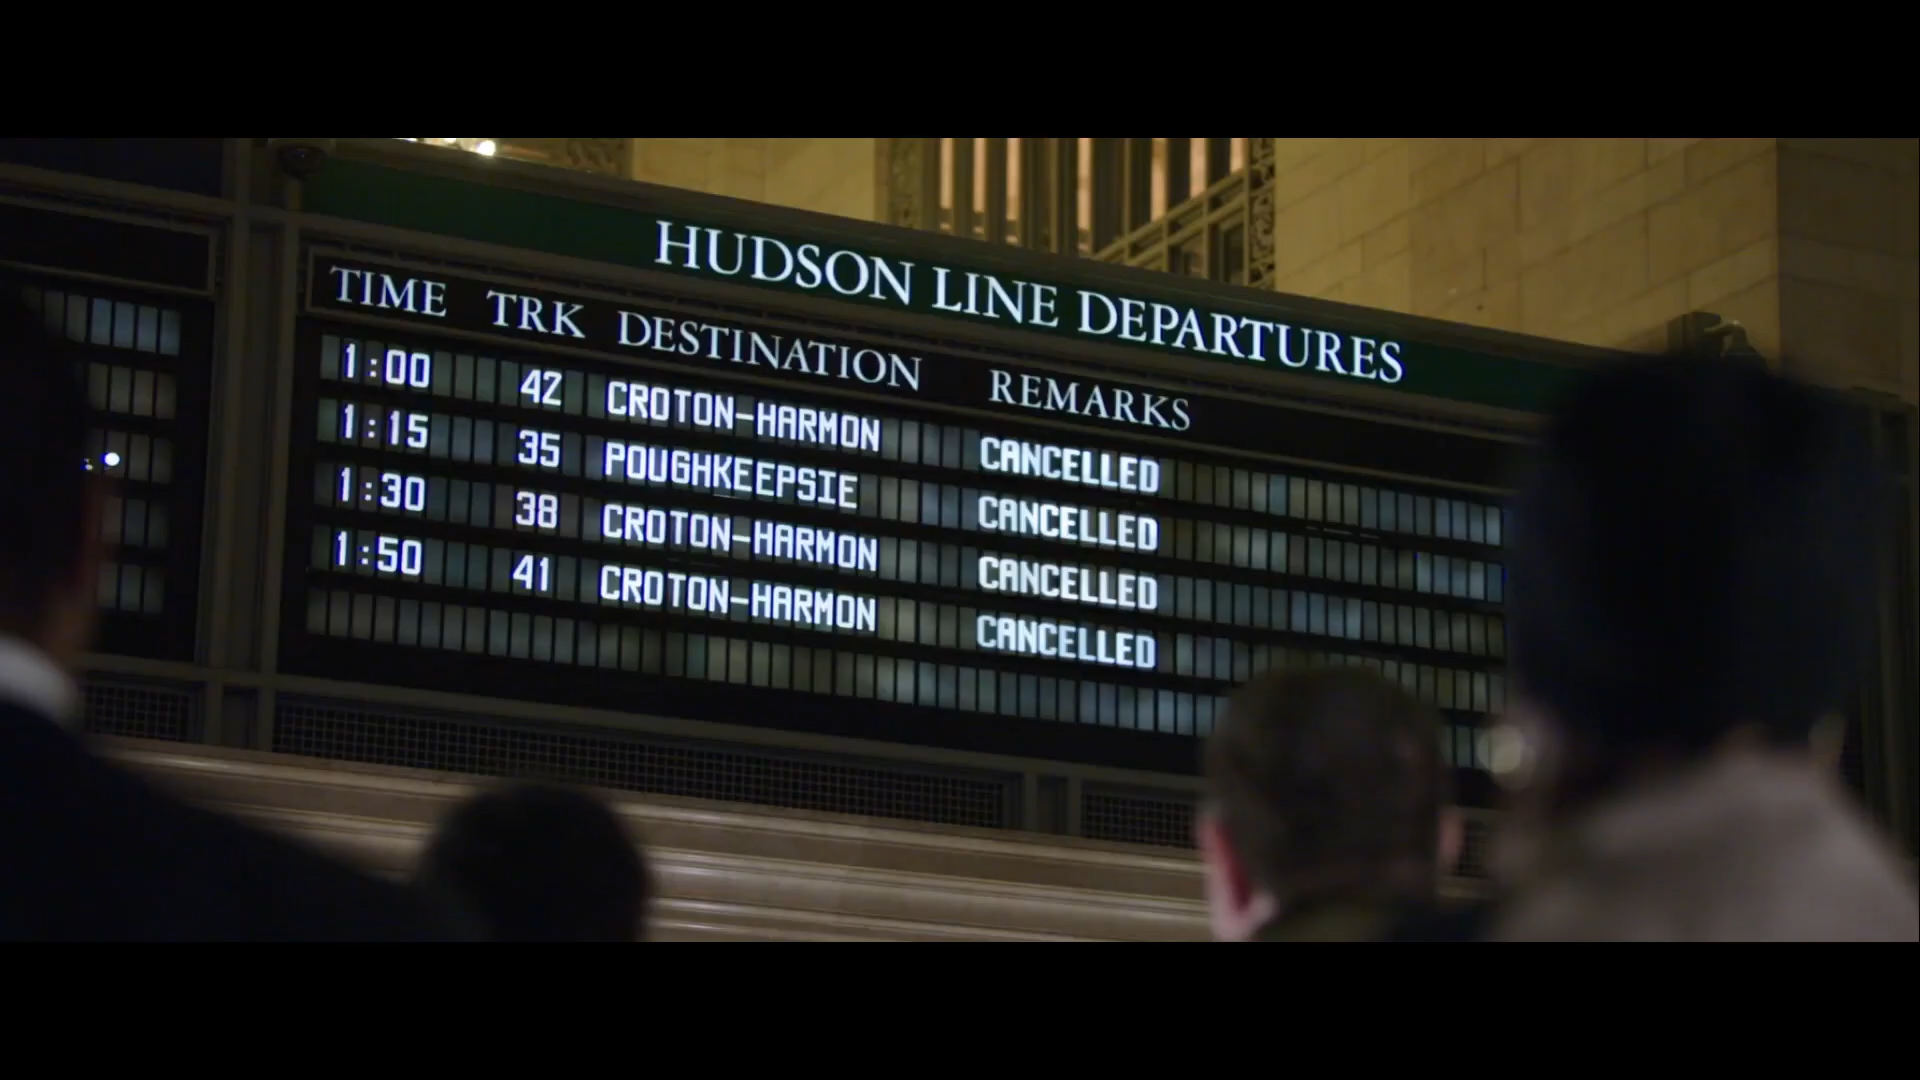 HUDSON LINE DEPARTURES
TIME TRK DESTINATION REMARKS
1:00 42 CROTON-HARMON CANCELLED
1:15 35 POUGHKEEPSIE CANCELLED
1:30 38 CROTON-HARMON CANCELLED
1:50 41 CROTON-HARMON CANCELLED